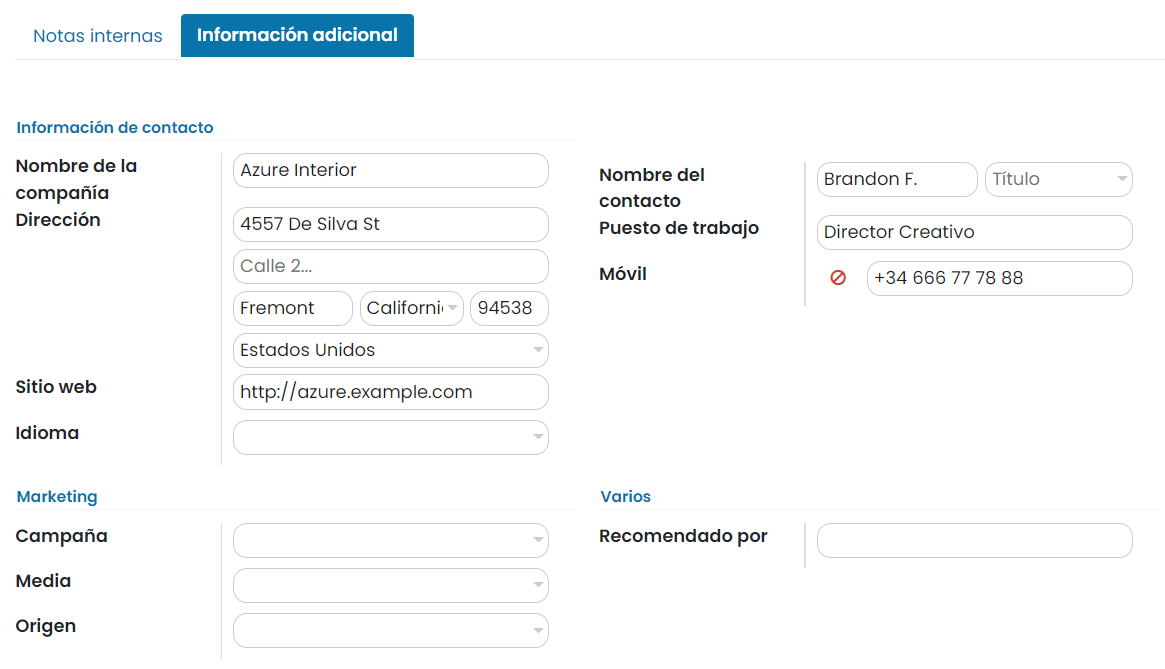 Notas internas
Información adicional
Información de contacto
Nombre de la
compañía
Azure Interior
Dirección
4557 De Silva St
Calle 2...
Fremont Californi 94538
Estados Unidos
Sitio web
http://azure.example.com
Idioma
Nombre del
contacto
Brandon F. Título
Puesto de trabajo
Director Creativo
Móvil
+34 666 77 78 88
Marketing
Campaña
Media
Origen
Varios
Recomendado por